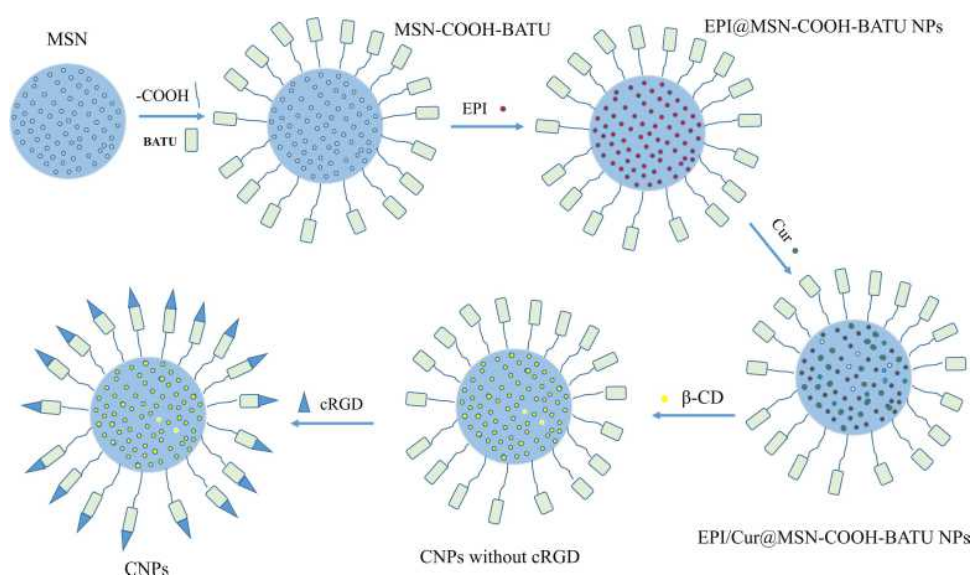 MSN
-COOH
BATU
MSN-COOH-BATU
EPI
EPI@MSN-COOH-BATU NPs
Cur
EPI/Cur@MSN-COOH-BATU NPs
β-CD
CNPs without cRGD
cRGD
CNPs